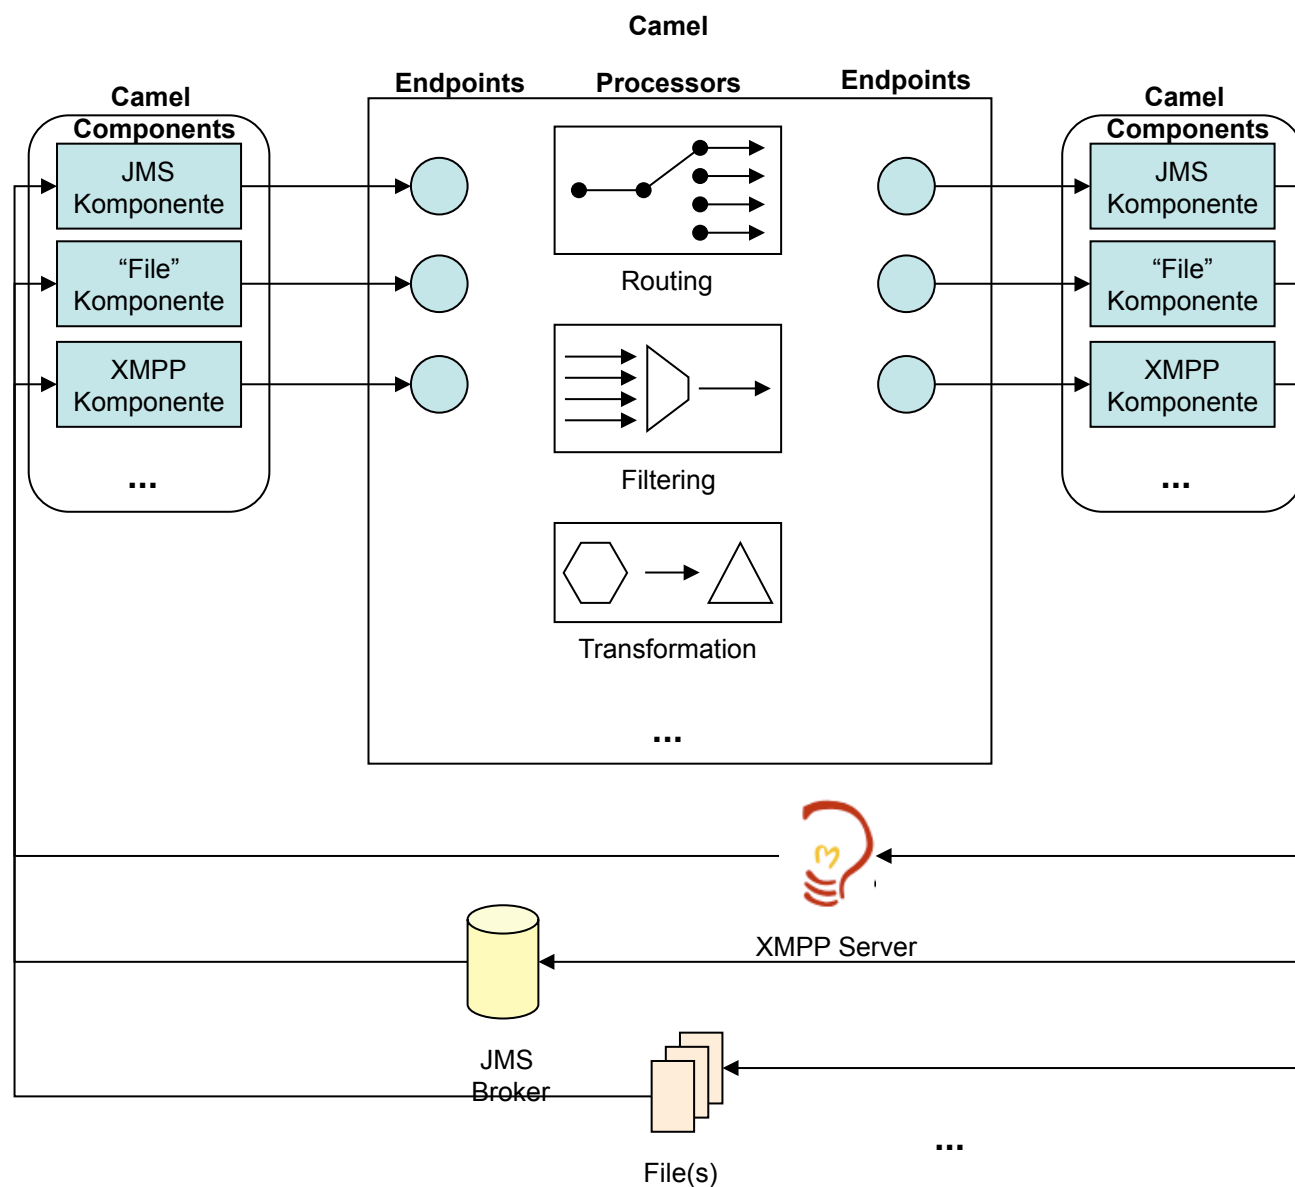 Camel
Endpoints
Processors
Endpoints
Camel
Components
Camel
Components
JMS
Komponente
“File”
Komponente
XMPP
Komponente
...
Routing
Filtering
Transformation
...
JMS
Komponente
“File”
Komponente
XMPP
Komponente
...
XMPP Server
JMS
Broker
File(s)
...